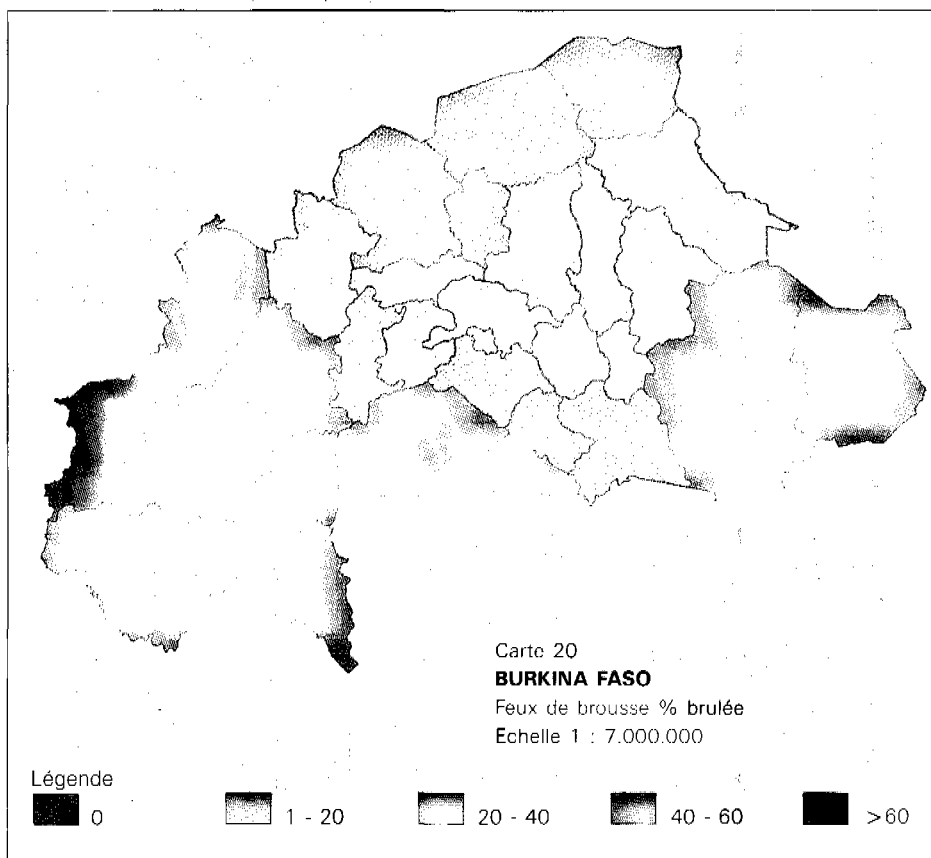 Carte 20
BURKINA FASO
Feux de brousse % brulée
Echelle 1 : 7.000.000
Légende
0 1 - 20 20 - 40 40 - 60 >60